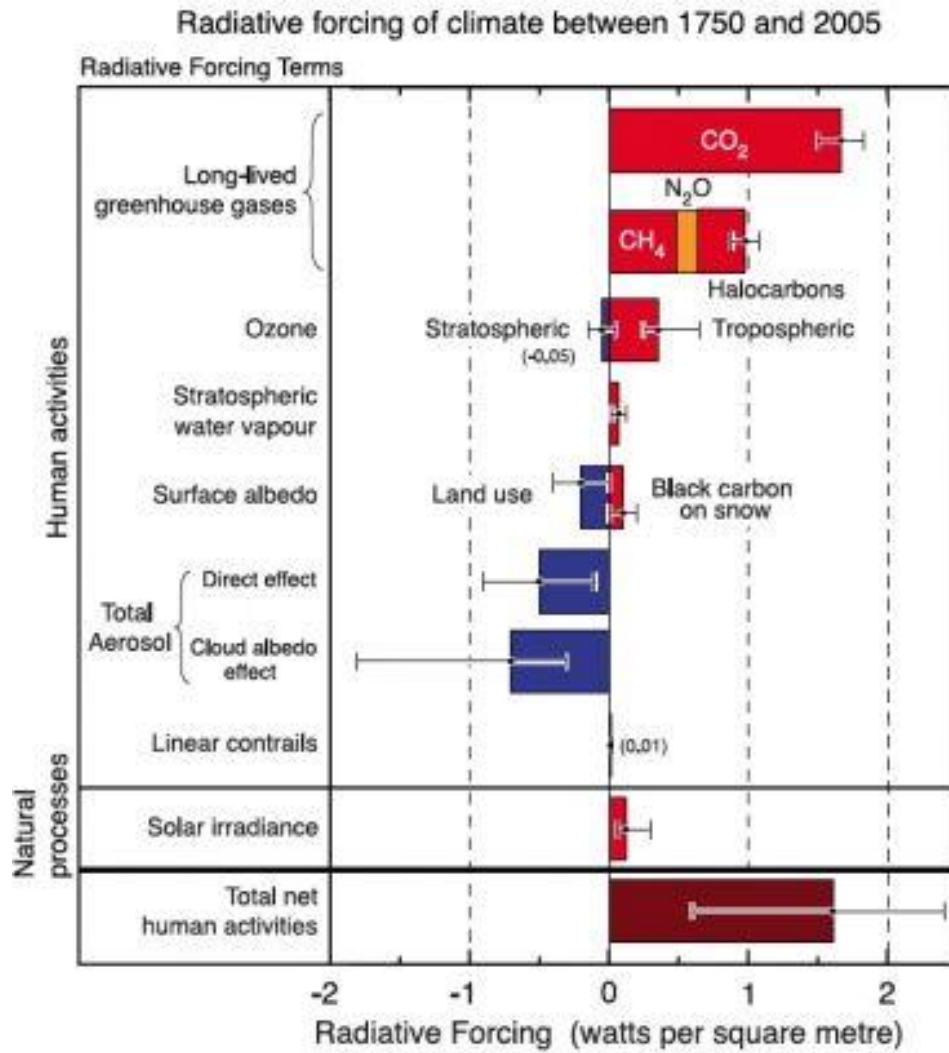 Radiative forcing of climate between 1750 and 2005
Radiative Forcing Terms
CO₂
Long-lived
greenhouse gases
N₂O
CH₄
Halocarbons
Ozone
Stratospheric
(-0.05)
Tropospheric
Human activities
Stratospheric
water vapour
Surface albedo
Land use
Black carbon
on snow
Total
Aerosol
Direct effect
Cloud albedo
effect
Linear contrails
(0.01)
Natural
processes
Solar irradiance
Total net
human activities
-2 -1 0 1 2
Radiative Forcing (watts per square metre)